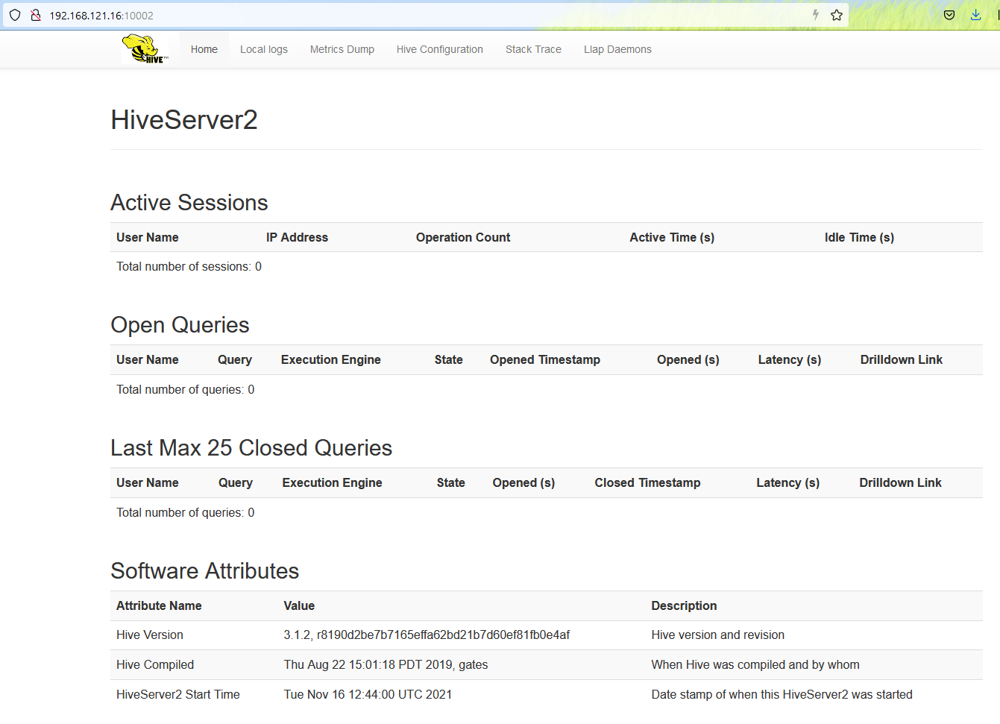 192.168.121.16:10002
HIVE™ Home Local logs Metrics Dump Hive Configuration Stack Trace Llap Daemons
HiveServer2
Active Sessions
User Name IP Address Operation Count Active Time (s) Idle Time (s)
Total number of sessions: 0
Open Queries
User Name Query Execution Engine State Opened Timestamp Opened (s) Latency (s) Drilldown Link
Total number of queries: 0
Last Max 25 Closed Queries
User Name Query Execution Engine State Opened (s) Closed Timestamp Latency (s) Drilldown Link
Total number of queries: 0
Software Attributes
Attribute Name Value Description
Hive Version 3.1.2, r8190d2be7b7165effa62bd21b7d60ef81fb0e4af Hive version and revision
Hive Compiled Thu Aug 22 15:01:18 PDT 2019, gates When Hive was compiled and by whom
HiveServer2 Start Time Tue Nov 16 12:44:00 UTC 2021 Date stamp of when this HiveServer2 was started